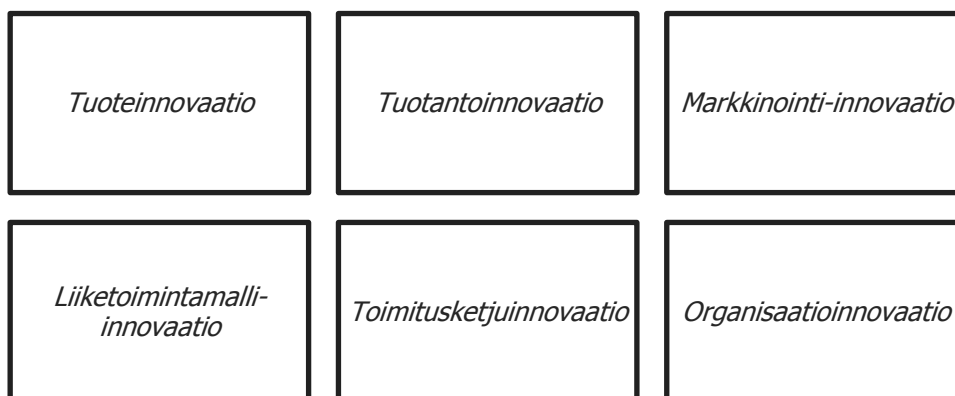 Tuoteinnovaatio
Tuotantoinnovaatio
Markkinointi-innovaatio
Liiketoimintamalli-
innovaatio
Toimitusketjuinnovaatio
Organisaatioinnovaatio